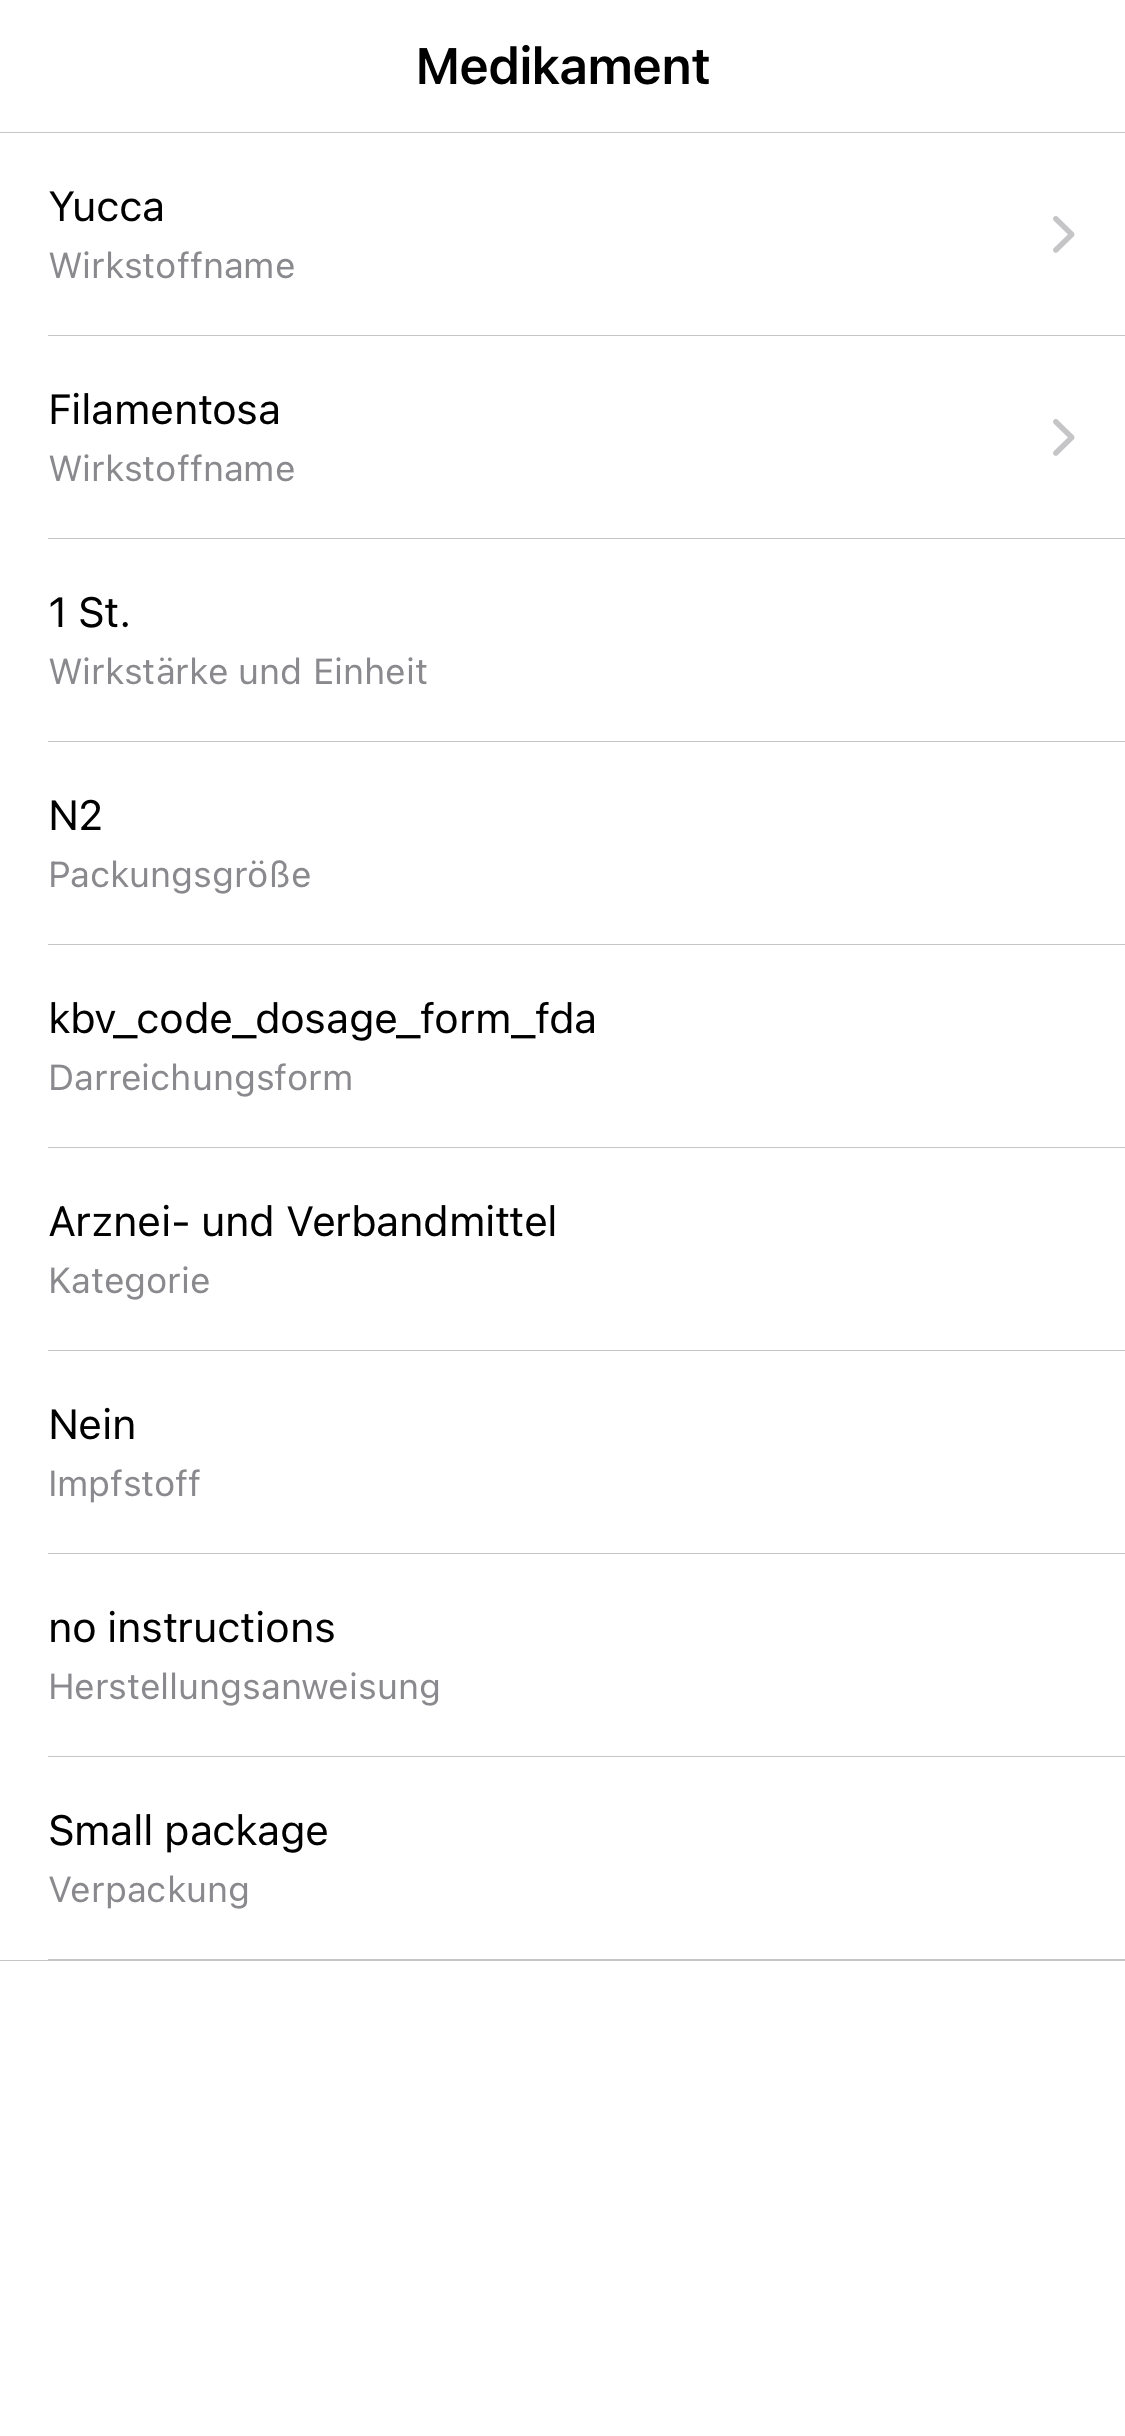 Medikament
Yucca
Wirkstoffname
Filamentosa
Wirkstoffname
1 St.
Wirkstärke und Einheit
N2
Packungsgröße
kbv_code_dosage_form_fda
Darreichungsform
Arznei- und Verbandmittel
Kategorie
Nein
Impfstoff
no instructions
Herstellungsanweisung
Small package
Verpackung